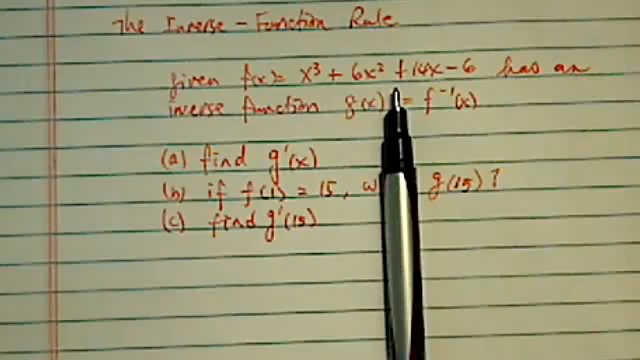 The Inverse-Function Rule
given f(x) = x³ + 6x² + 14x - 6 has an
inverse function g(x) = f⁻¹(x)
(a) find g'(x)
(b) if f(1) = 15, g(15)?
(c) find g'(15)